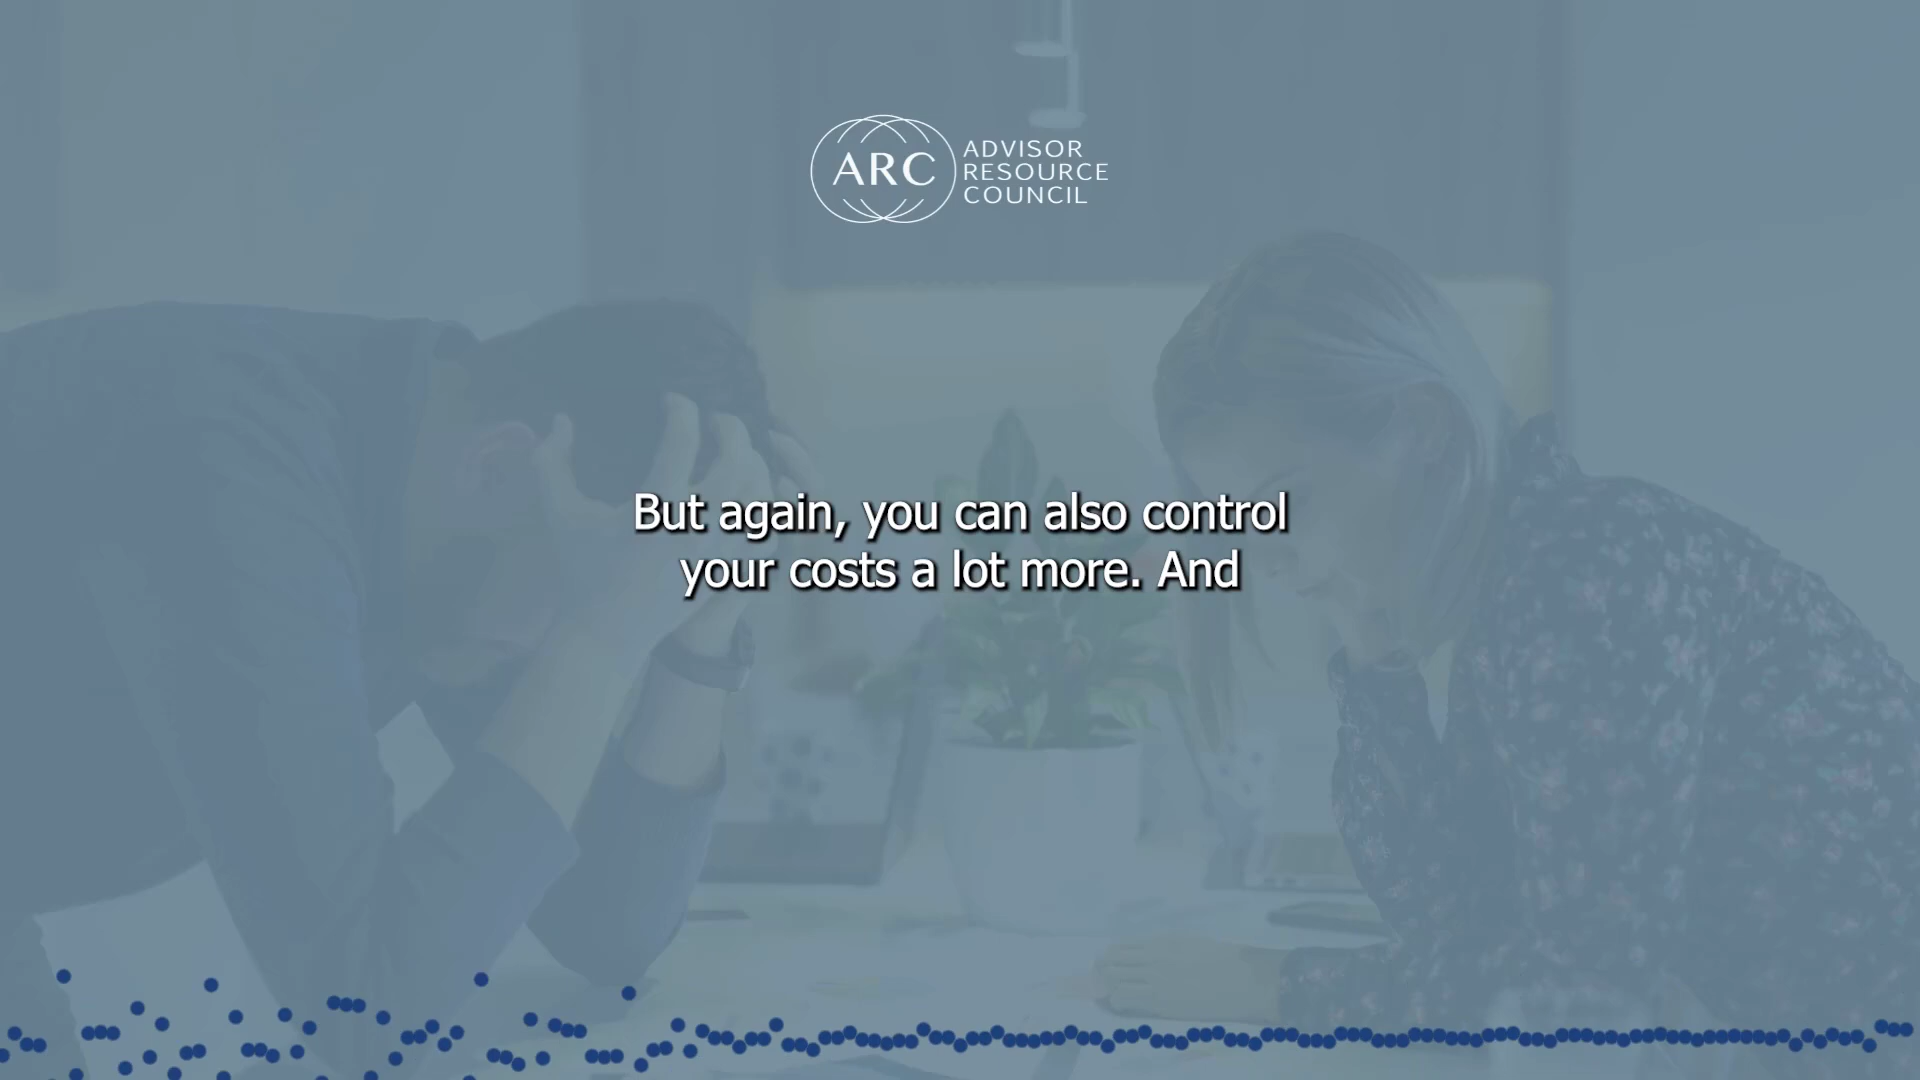 ARC
ADVISOR
RESOURCE
COUNCIL
But again, you can also control
your costs a lot more. And